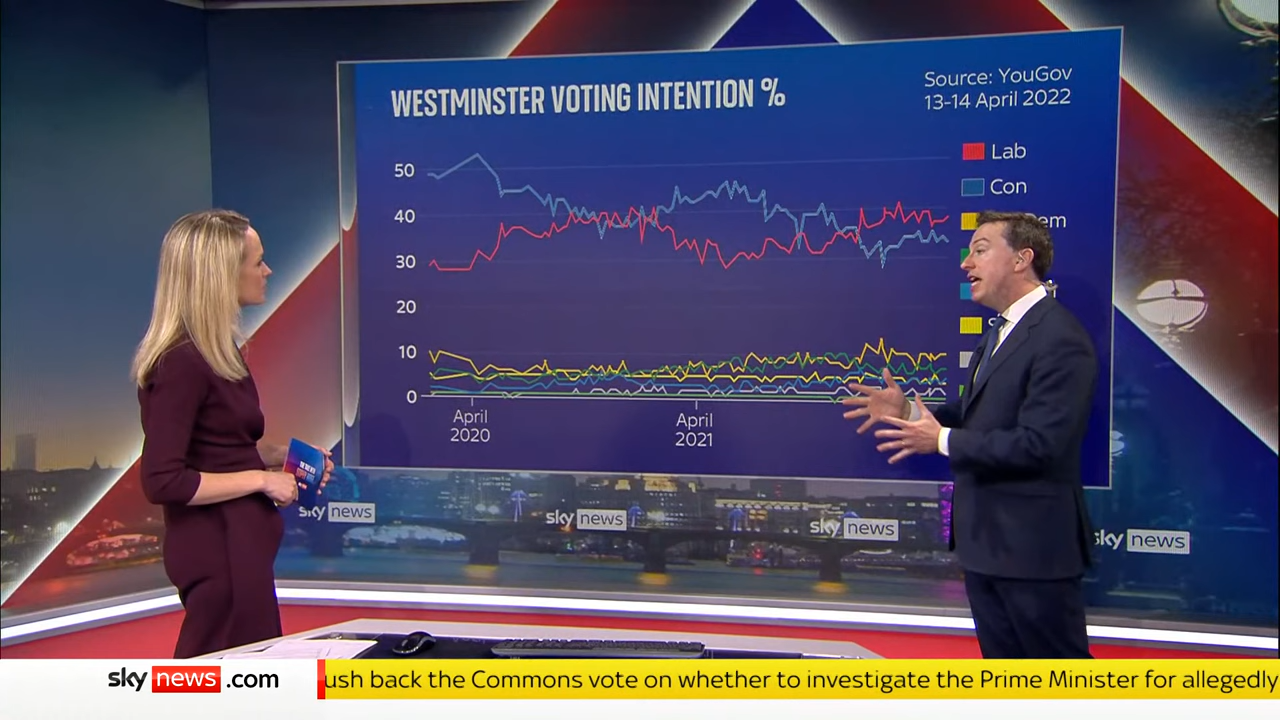 WESTMINSTER VOTING INTENTION %
Source: YouGov
13-14 April 2022
50
40
30
20
10
0
April
2020
April
2021
Lab
Con
em
sky news
sky news
sky news
sky news
sky news.com
ush back the Commons vote on whether to investigate the Prime Minister for allegedly